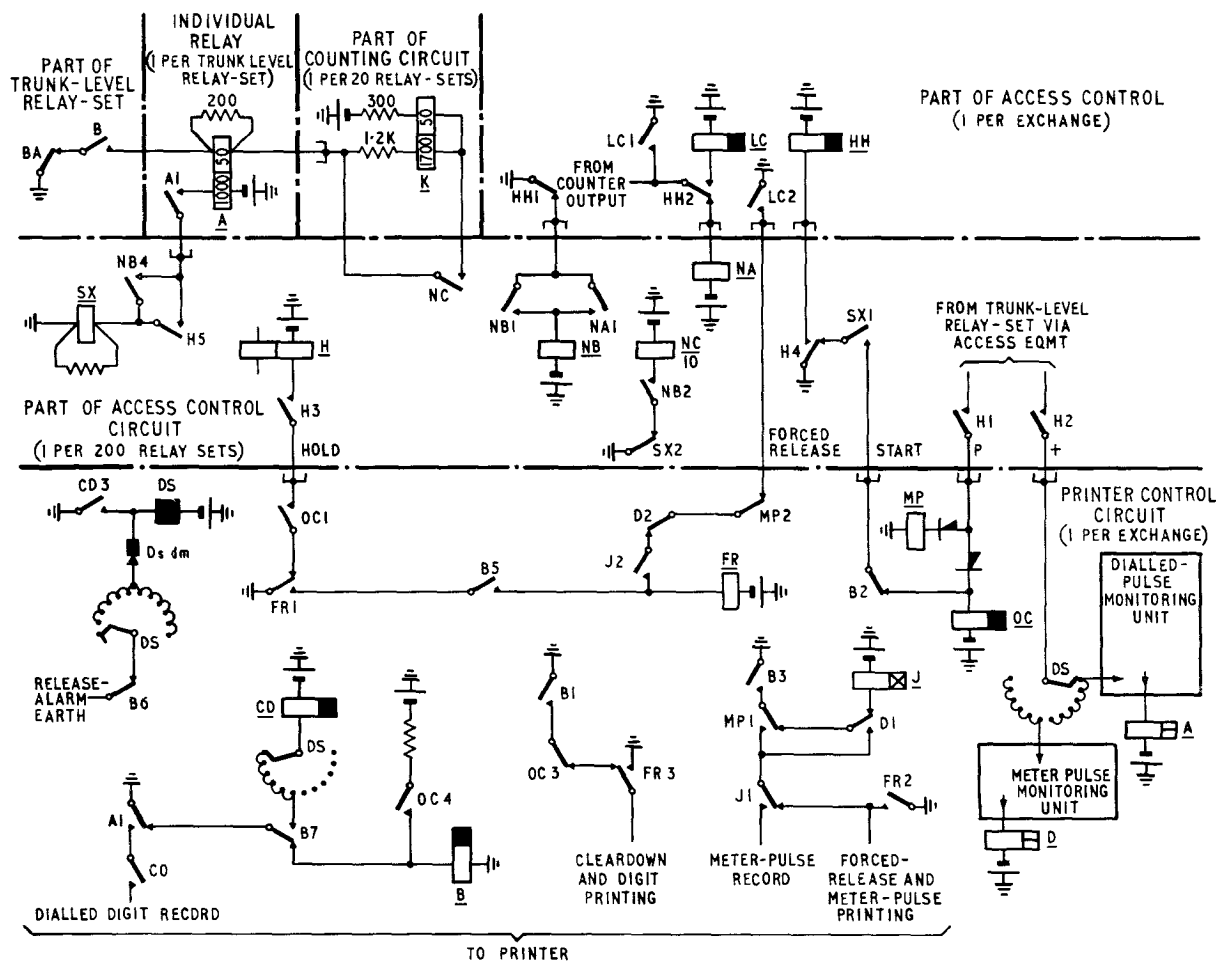 PART OF
TRUNK-LEVEL
RELAY-SET
INDIVIDUAL
RELAY
(1 PER TRUNK LEVEL
RELAY-SET)
PART OF
COUNTING CIRCUIT
(1 PER 20 RELAY-SETS)
PART OF ACCESS CONTROL
(1 PER EXCHANGE)
200
300
50
1·2K
1700
K
BA
B
50
1000
A
A1
LC1
LC
HH
FROM
COUNTER
OUTPUT
HH1
HH2
LC2
NB4
SX
H5
NC
H
NB1
NA1
NB
NA
NC
10
NB2
SX2
SX1
H4
FROM TRUNK-LEVEL
RELAY-SET VIA
ACCESS EQMT
H1
H2
P
+
PART OF ACCESS CONTROL
CIRCUIT
(1 PER 200 RELAY SETS)
H3
HOLD
FORCED
RELEASE
START
CD3
DS
Ds dm
DS
RELEASE-
ALARM
EARTH
B6
OC1
FR1
B5
D2
J2
MP2
FR
MP
B2
OC
PRINTER CONTROL
CIRCUIT
(1 PER EXCHANGE)
DIALLED-
PULSE
MONITORING
UNIT
DS
A
METER PULSE
MONITORING
UNIT
D
CD
DS
OC4
B7
B
A1
CO
DIALLED DIGIT RECORD
B1
OC3
FR3
CLEARDOWN
AND DIGIT
PRINTING
B3
MP1
J
D1
J1
FR2
METER-PULSE
RECORD
FORCED-
RELEASE AND
METER-PULSE
PRINTING
TO PRINTER